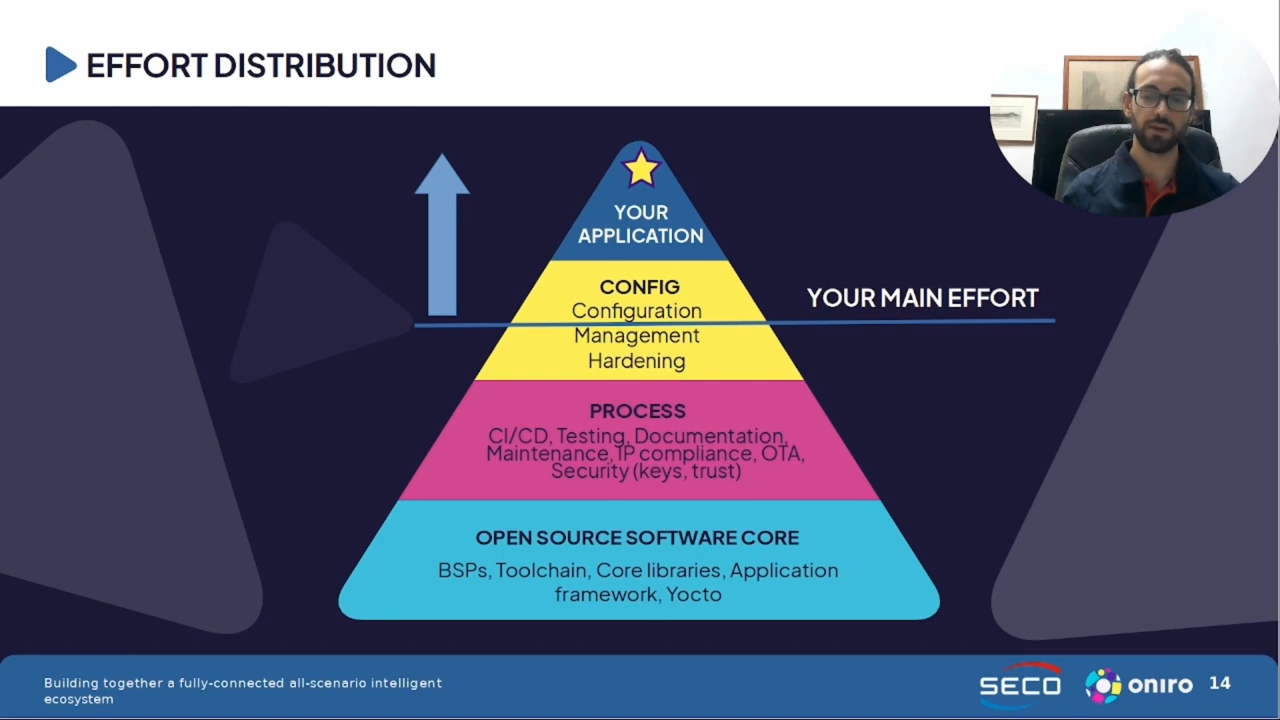 EFFORT DISTRIBUTION
YOUR
APPLICATION
CONFIG
Configuration
Management
Hardening
YOUR MAIN EFFORT
PROCESS
CI/CD, Testing, Documentation,
Maintenance, IP compliance, OTA,
Security (keys, trust)
OPEN SOURCE SOFTWARE CORE
BSPs, Toolchain, Core libraries, Application
framework, Yocto
Building together a fully-connected all-scenario intelligent
ecosystem
SECO
oniro
14